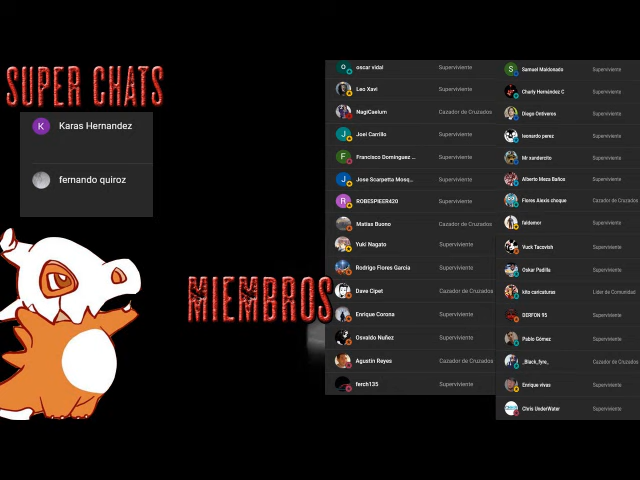 SUPER CHATS
K Karas Hernandez
fernando quiroz
MIEMBROS
o oscar vidal Superviviente
Leo Xavi Superviviente
NagiCaelum Cazador de Cruzados
J Joel Carrillo Superviviente
F Francisco Dominguez ... Superviviente
J Jose Scarpetta Mosq... Superviviente
R ROBESPIER420 Superviviente
Matias Buono Cazador de Cruzados
Yuki Nagato Superviviente
Rodrigo Flores Garcia Superviviente
Dave Cipet Cazador de Cruzados
Enrique Corona Superviviente
Osvaldo Nuñez Superviviente
Agustin Reyes Cazador de Cruzados
ferch135 Superviviente
S Samuel Maldonado Superviviente
Charly Hernández C Superviviente
Diego Ontiveros Superviviente
leonardo perez Superviviente
Mr xandercito Superviviente
Alberto Meza Baños Superviviente
Flores Alexis choque Cazador de Cruzados
faldemor Superviviente
Yuck Tacovish Superviviente
Oskar Padilla Superviviente
kito caricaturas Líder de Comunidad
DERFON 95 Superviviente
Pablo Gómez Superviviente
_Black_fyre_ Cazador de Cruzados
Enrique vivas Superviviente
Chris UnderWater Superviviente